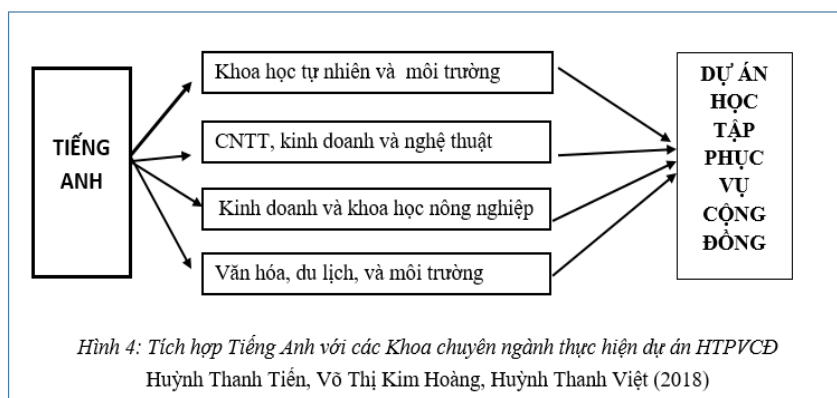 TIẾNG
ANH
Khoa học tự nhiên và môi trường
CNTT, kinh doanh và nghệ thuật
Kinh doanh và khoa học nông nghiệp
Văn hóa, du lịch, và môi trường
DỰ ÁN
HỌC
TẬP
PHỤC
VỤ
CỘNG
ĐỒNG
Hình 4: Tích hợp Tiếng Anh với các Khoa chuyên ngành thực hiện dự án HTPVCĐ
Huỳnh Thanh Tiến, Võ Thị Kim Hoàng, Huỳnh Thanh Việt (2018)